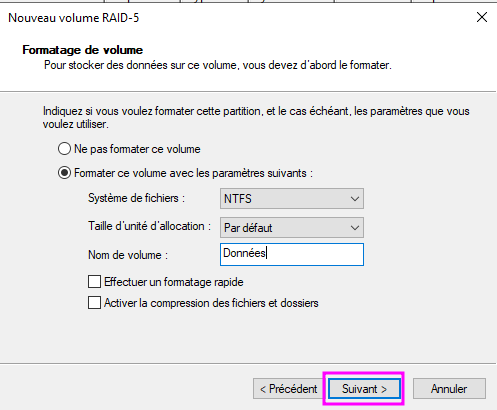 Nouveau volume RAID-5
Formatage de volume
Pour stocker des données sur ce volume, vous devez d'abord le formater.
Indiquez si vous voulez formater cette partition, et le cas échéant, les paramètres que vous
voulez utiliser.
Ne pas formater ce volume
Formater ce volume avec les paramètres suivants :
Système de fichiers : NTFS
Taille d'unité d'allocation : Par défaut
Nom de volume : Données
Effectuer un formatage rapide
Activer la compression des fichiers et dossiers
< Précédent Suivant > Annuler